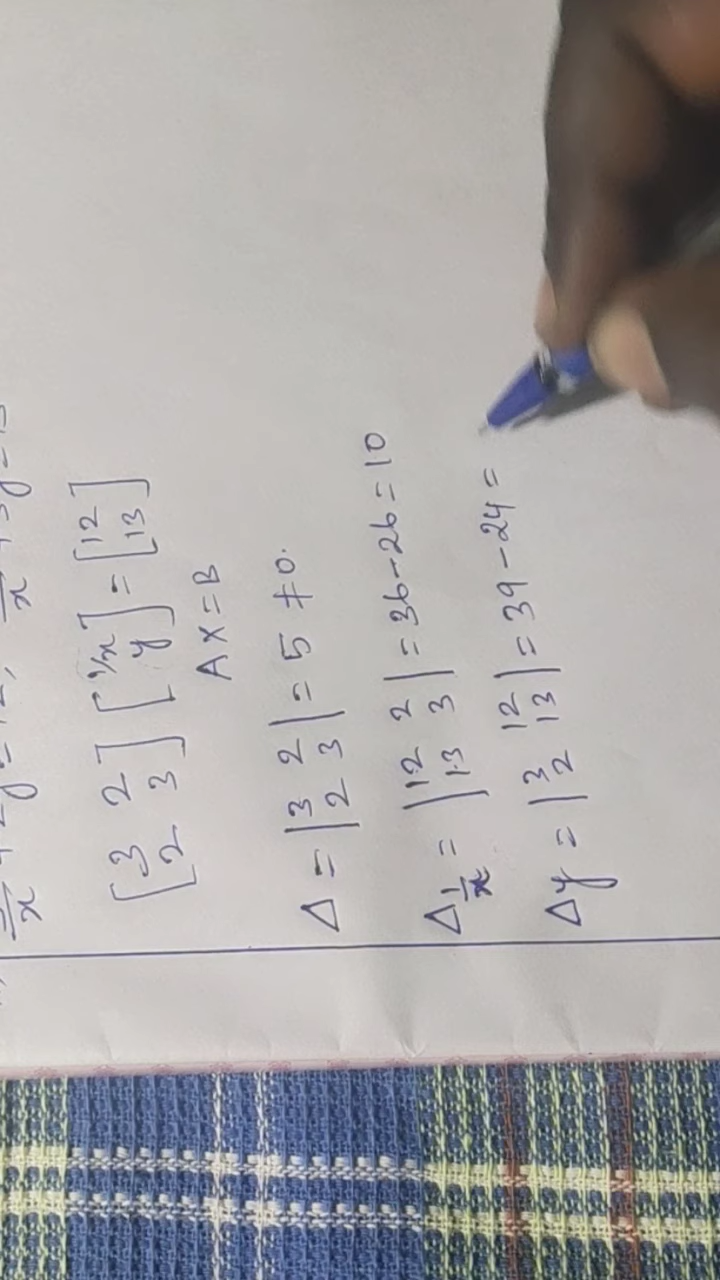 [3 2
2 3] [1/x
y] = [12
13]
AX = B
Δ = |3 2
2 3| = 5 ≠ 0.
Δ1/x = |12 2
13 3| = 36 - 26 = 10
Δy = |3 12
2 13| = 39 - 24 =